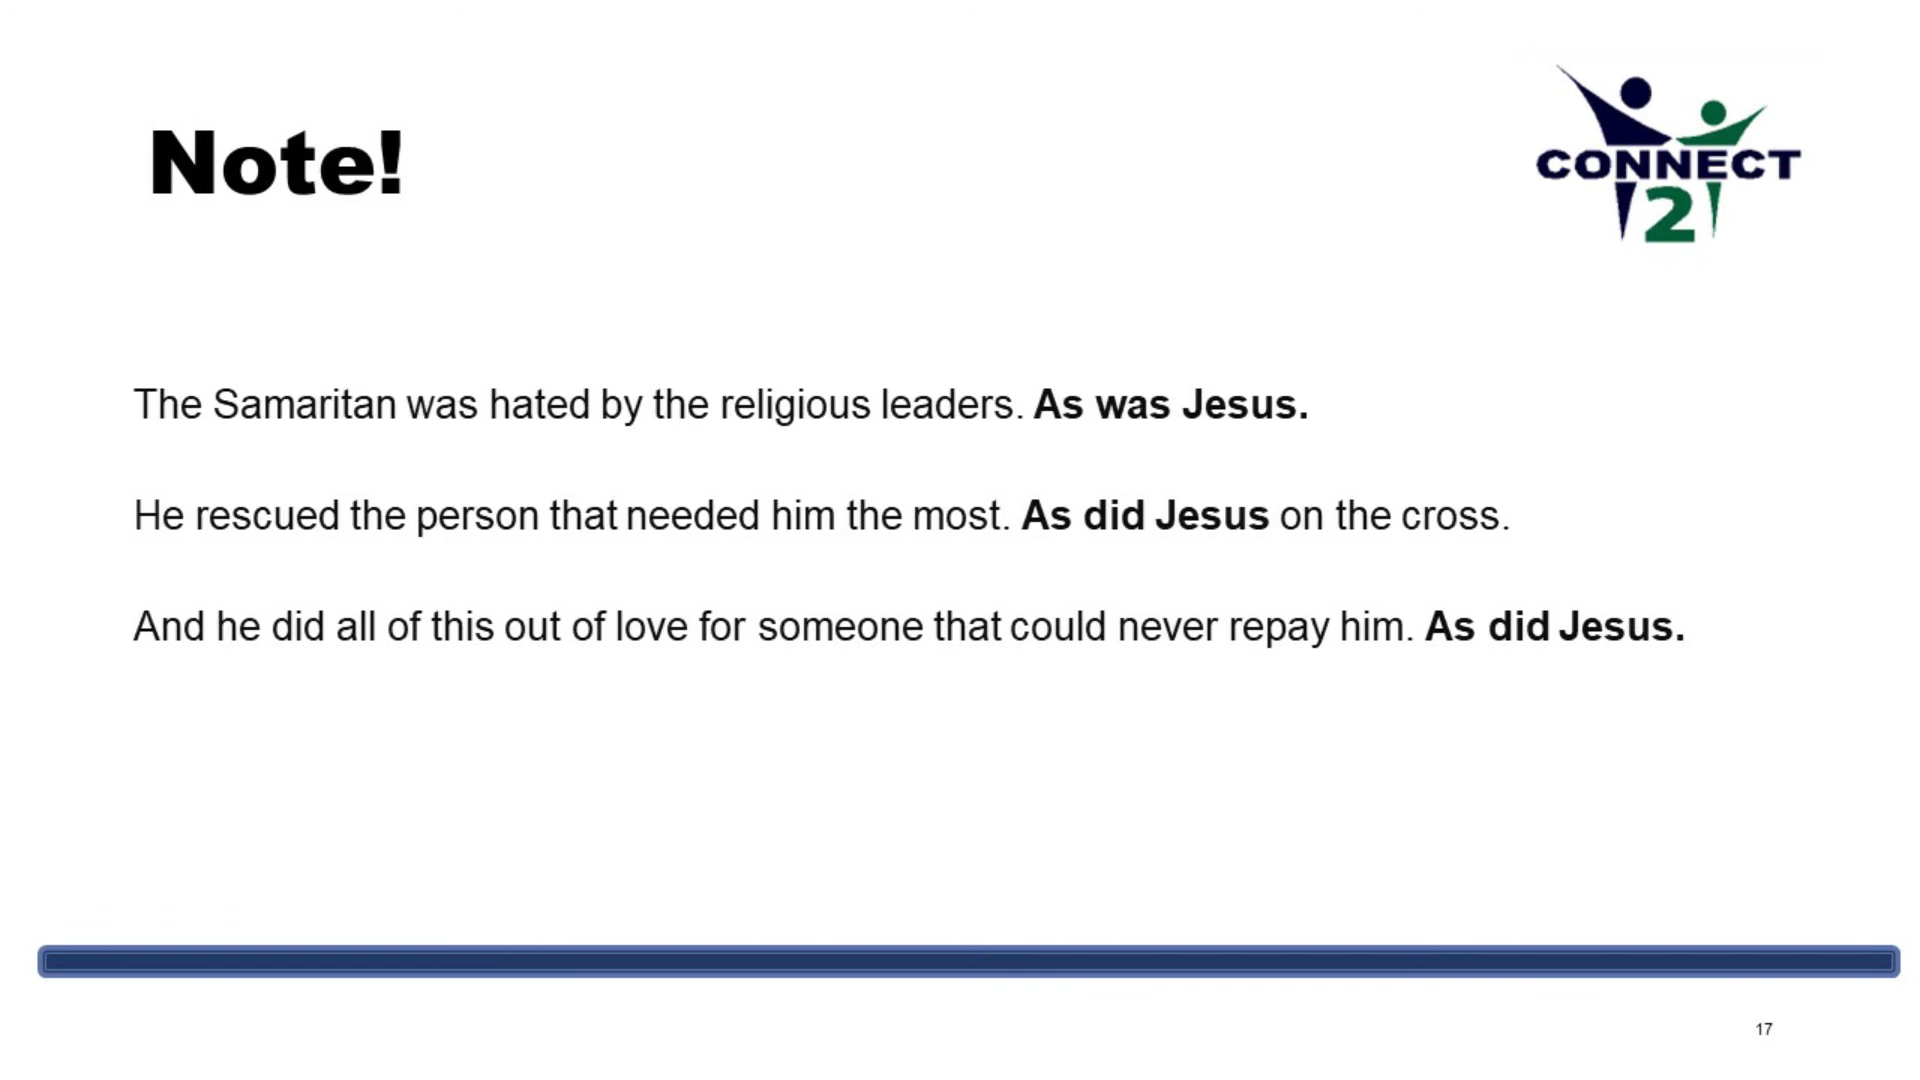 Note!
CONNECT
2
The Samaritan was hated by the religious leaders. As was Jesus.
He rescued the person that needed him the most. As did Jesus on the cross.
And he did all of this out of love for someone that could never repay him. As did Jesus.
17